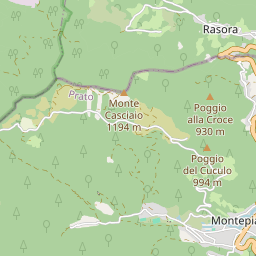 Rasora
Prato
Monte
Casciaio
1194 m
Poggio
alla Croce
930 m
Poggio
del Cuculo
994 m
Montepia